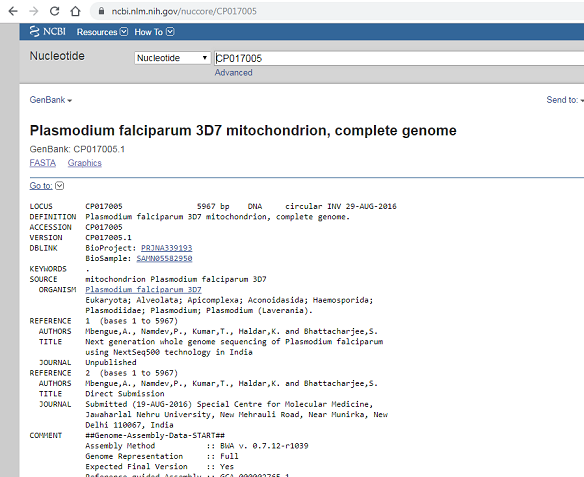 ncbi.nlm.nih.gov/nuccore/CP017005
NCBI Resources How To
Nucleotide Nucleotide CP017005
Advanced
GenBank Send to:
Plasmodium falciparum 3D7 mitochondrion, complete genome
GenBank: CP017005.1
FASTA Graphics
Go to:
LOCUS CP017005 5967 bp DNA circular INV 29-AUG-2016
DEFINITION Plasmodium falciparum 3D7 mitochondrion, complete genome.
ACCESSION CP017005
VERSION CP017005.1
DBLINK BioProject: PRJNA339193
BioSample: SAMN05582950
KEYWORDS .
SOURCE mitochondrion Plasmodium falciparum 3D7
ORGANISM Plasmodium falciparum 3D7
Eukaryota; Alveolata; Apicomplexa; Aconoidasida; Haemosporida;
Plasmodiidae; Plasmodium; Plasmodium (Laverania).
REFERENCE 1 (bases 1 to 5967)
AUTHORS Mbengue,A., Namdev,P., Kumar,T., Haldar,K. and Bhattacharjee,S.
TITLE Next generation whole genome sequencing of Plasmodium falciparum
using NextSeq500 technology in India
JOURNAL Unpublished
REFERENCE 2 (bases 1 to 5967)
AUTHORS Mbengue,A., Namdev,P., Kumar,T., Haldar,K. and Bhattacharjee,S.
TITLE Direct Submission
JOURNAL Submitted (19-AUG-2016) Special Centre for Molecular Medicine,
Jawaharlal Nehru University, New Mehrauli Road, Near Munirka, New
Delhi 110067, India
COMMENT ##Genome-Assembly-Data-START##
Assembly Method :: BWA v. 0.7.12-r1039
Genome Representation :: Full
Expected Final Version :: Yes
Reference-guided Assembly :: GCA_000002765.1